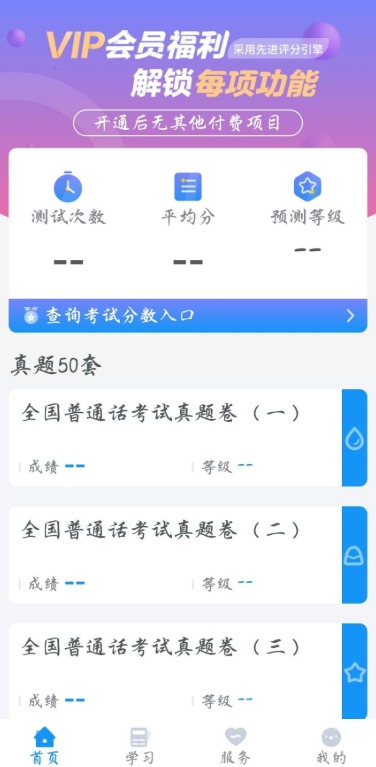 VIP会员福利
采用先进评分引擎
解锁每项功能
开通后无其他付费项目
测试次数 平均分 预测等级
-- -- --
查询考试分数入口
真题50套
全国普通话考试真题卷（一）
成绩 -- 等级 --
全国普通话考试真题卷（二）
成绩 -- 等级 --
全国普通话考试真题卷（三）
成绩 -- 等级 --
首页 学习 服务 我的